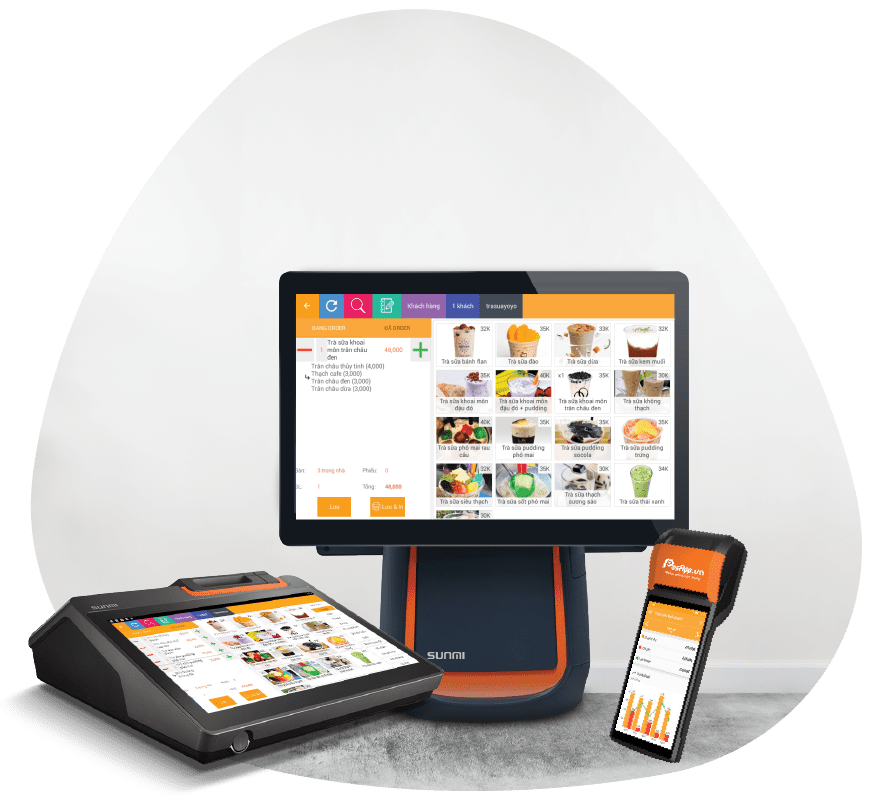 Khách hàng
1 khách
trasuayoyo
ĐANG ORDER
ĐÃ ORDER
1
Trà sữa khoai
môn trân châu
đen
48,000
Trân châu thủy tinh (4,000)
Thạch cafe (3,000)
Trân châu đen (3,000)
Trân châu dừa (3,000)
3 trong nhà
Phiếu:
0
1
Tổng:
48,000
Lưu
Lưu & In
32K
Trà sữa bánh flan
35K
Trà sữa đào
33K
Trà sữa dừa
32K
Trà sữa kem muối
35K
Trà sữa khoai môn
đậu đỏ
40K
Trà sữa khoai môn
đậu đỏ + pudding
x1
35K
Trà sữa khoai môn
trân châu đen
30K
Trà sữa không
thạch
40K
Trà sữa phô mai rau
câu
35K
Trà sữa pudding
phô mai
35K
Trà sữa pudding
socola
35K
Trà sữa pudding
trứng
32K
Trà sữa siêu thạch
35K
Trà sữa sốt phô mai
30K
Trà sữa thạch
sương sáo
34K
Trà sữa thái xanh
30K
SUNMI
SUNMI
PosApp.vn